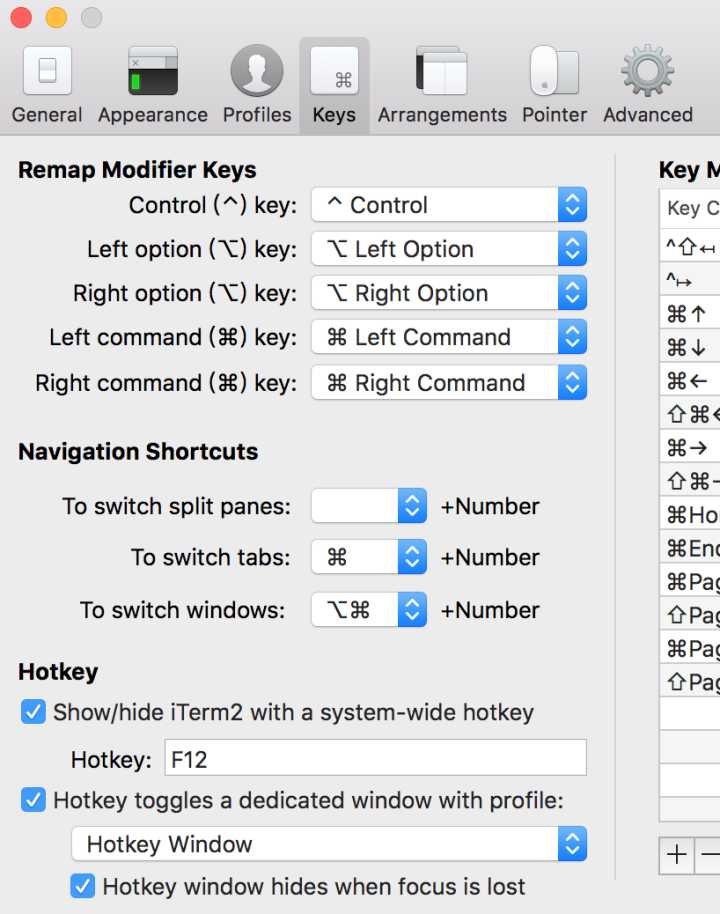 General Appearance Profiles Keys Arrangements Pointer Advanced
Remap Modifier Keys
Control (^) key: ^ Control
Left option (⌥) key: ⌥ Left Option
Right option (⌥) key: ⌥ Right Option
Left command (⌘) key: ⌘ Left Command
Right command (⌘) key: ⌘ Right Command
Navigation Shortcuts
To switch split panes: +Number
To switch tabs: ⌘ +Number
To switch windows: ⌥⌘ +Number
Hotkey
Show/hide iTerm2 with a system-wide hotkey
Hotkey: F12
Hotkey toggles a dedicated window with profile:
Hotkey Window
Hotkey window hides when focus is lost
Key M
Key C
^⇧↤
^↦
⌘↑
⌘↓
⌘←
⇧⌘←
⌘→
⇧⌘→
⌘Hom
⌘End
⌘Pag
⇧Pag
⌘Pag
⇧Pag
+ −